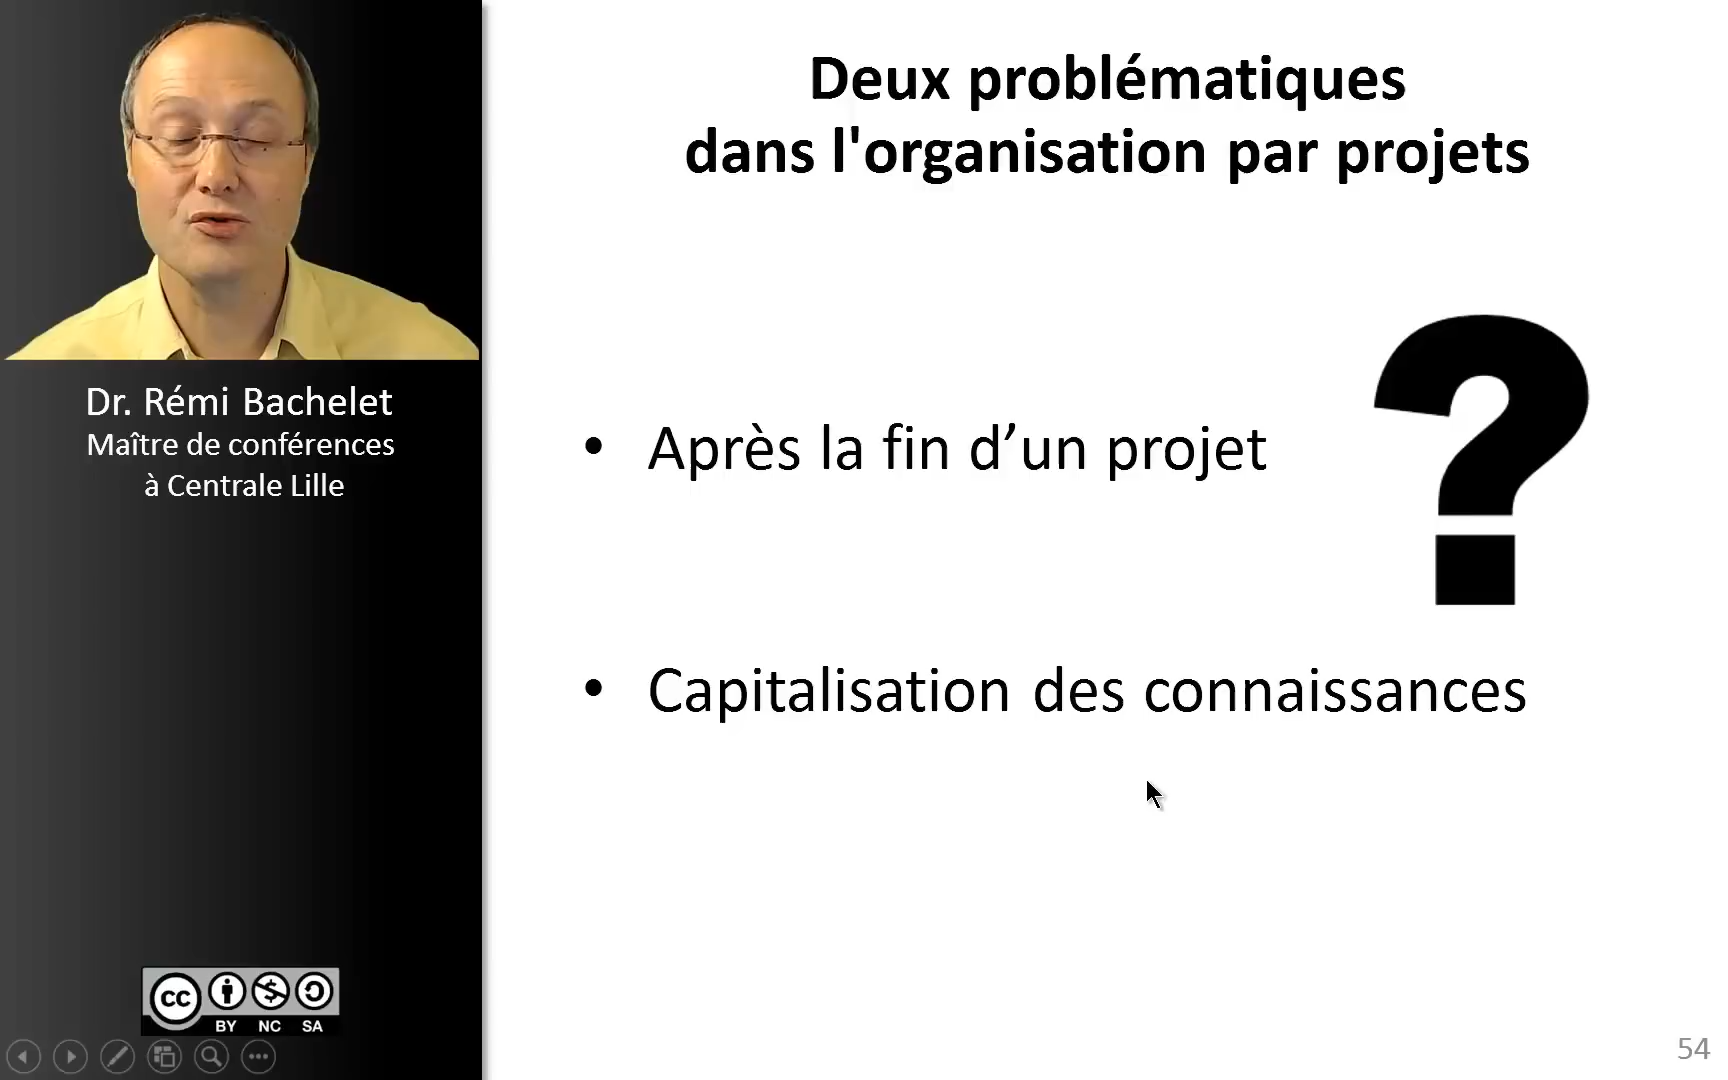 Deux problématiques
dans l'organisation par projets
• Après la fin d’un projet
?
• Capitalisation des connaissances
Dr. Rémi Bachelet
Maître de conférences
à Centrale Lille
cc
BY NC SA
54